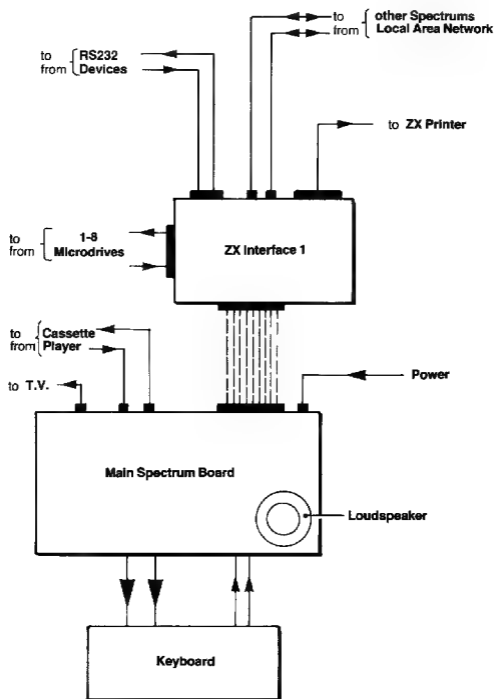 to
from
other Spectrums
Local Area Network
to
from
RS232
Devices
to ZX Printer
to
from
1-8
Microdrives
ZX Interface 1
to
from
Cassette
Player
to T.V.
Power
Main Spectrum Board
Loudspeaker
Keyboard